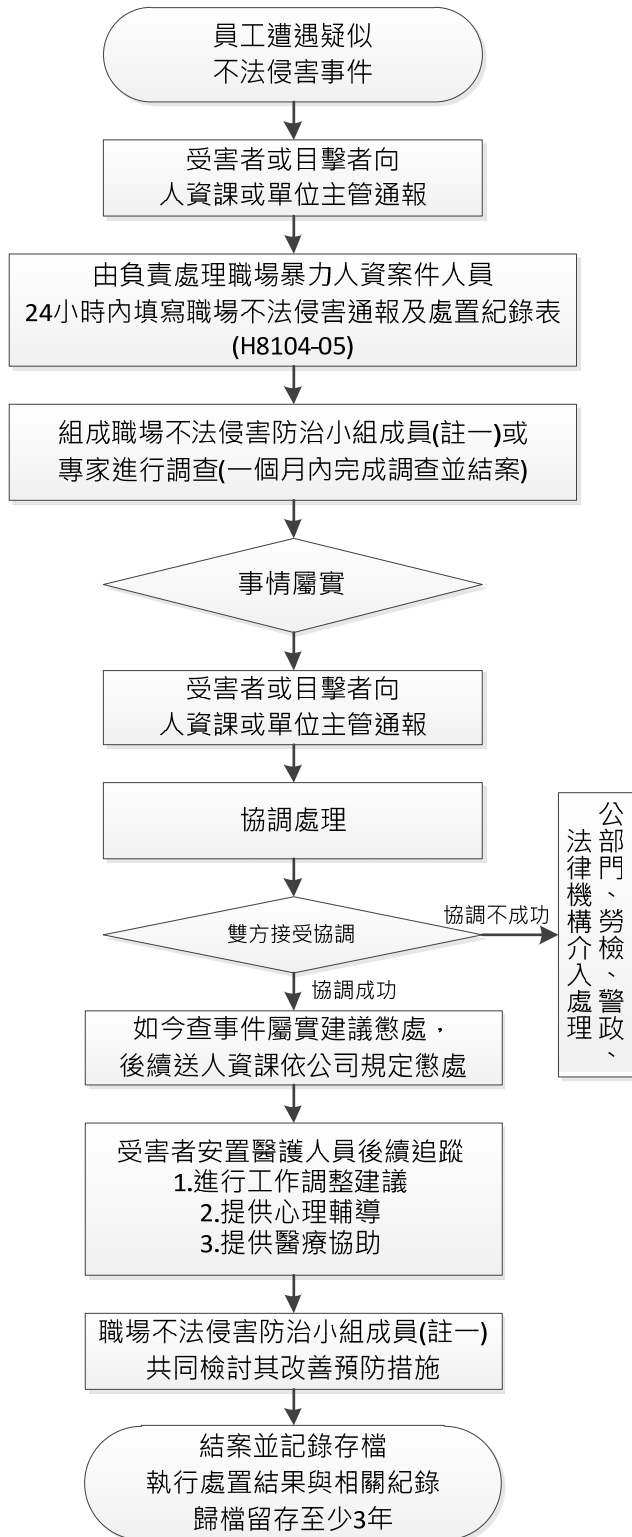 員工遭遇疑似
不法侵害事件
受害者或目擊者向
人資課或單位主管通報
由負責處理職場暴力人資案件人員
24小時內填寫職場不法侵害通報及處置紀錄表
(H8104-05)
組成職場不法侵害防治小組成員(註一)或
專家進行調查(一個月內完成調查並結案)
事情屬實
受害者或目擊者向
人資課或單位主管通報
協調處理
雙方接受協調
協調不成功
公部門、勞檢、警政、
法律機構介入處理
協調成功
如今查事件屬實建議懲處，
後續送人資課依公司規定懲處
受害者安置醫護人員後續追蹤
1.進行工作調整建議
2.提供心理輔導
3.提供醫療協助
職場不法侵害防治小組成員(註一)
共同檢討其改善預防措施
結案並記錄存檔
執行處置結果與相關紀錄
歸檔留存至少3年